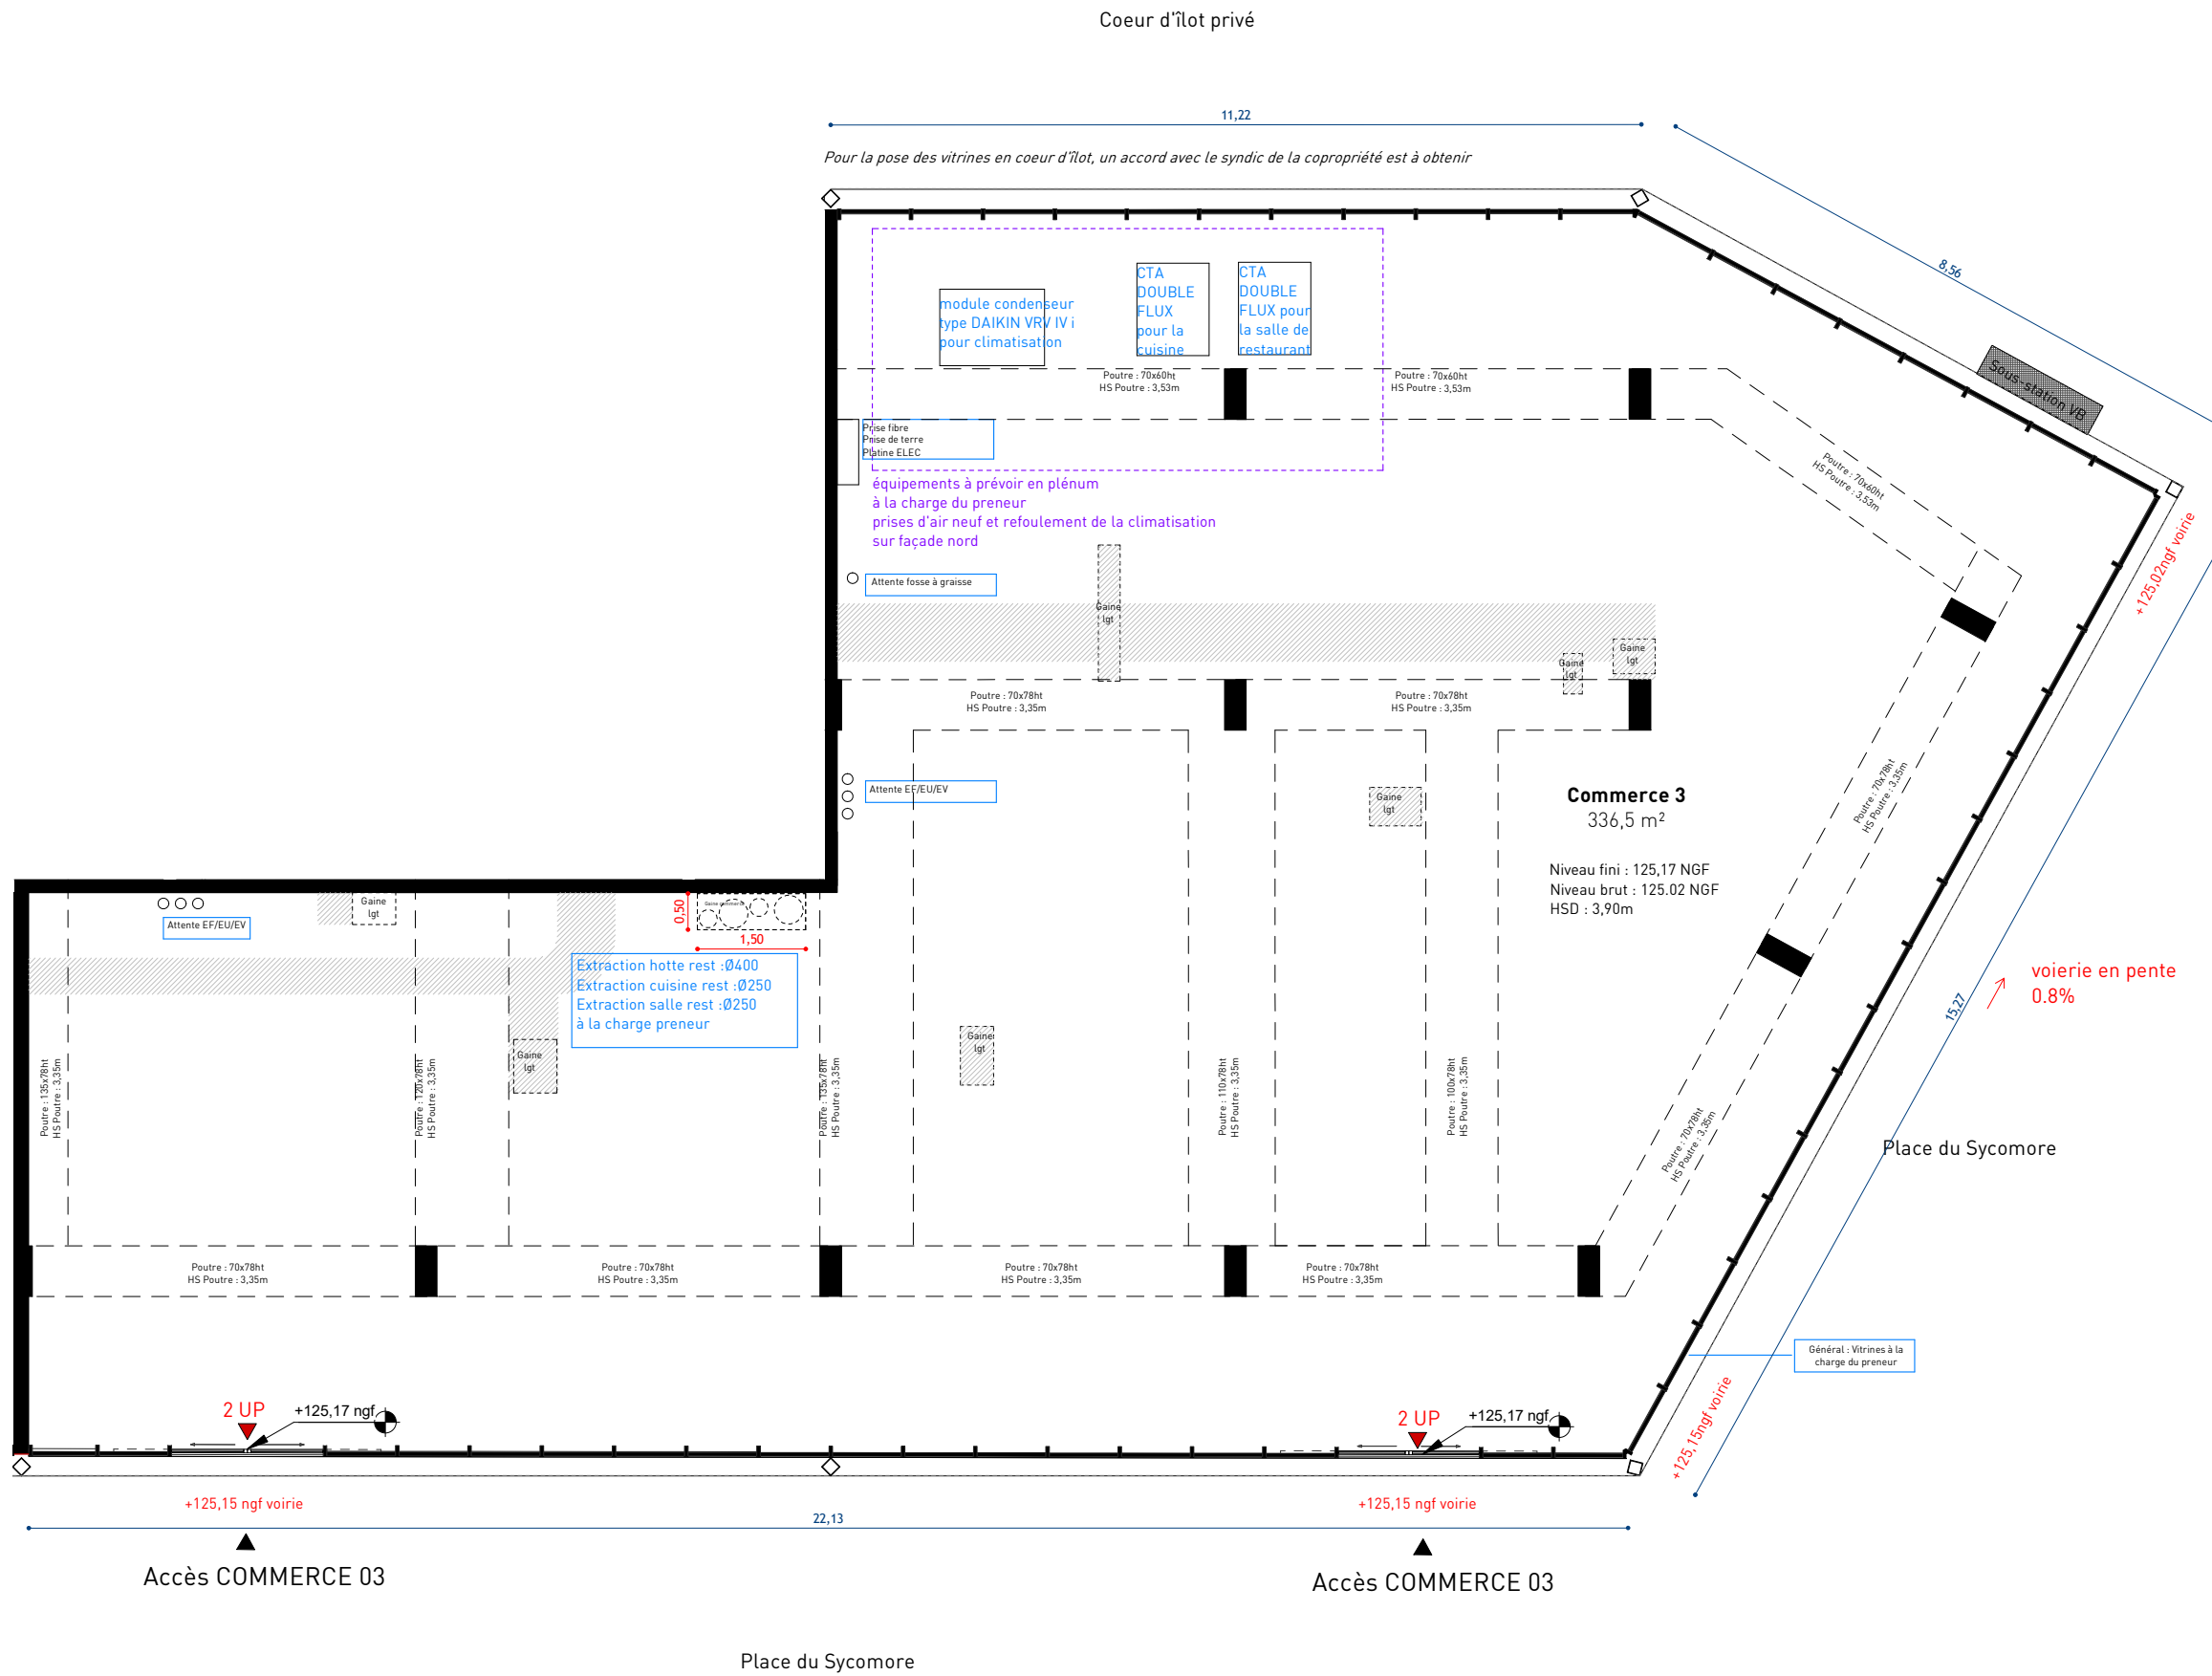 Coeur d'îlot privé
11,22
Pour la pose des vitrines en coeur d'îlot, un accord avec le syndic de la copropriété est à obtenir
8,56
module condenseur
type DAIKIN VRV IV i
pour climatisation
CTA
DOUBLE
FLUX
pour la
cuisine
CTA
DOUBLE
FLUX pour
la salle de
restaurant
Sous-station VB
Poutre : 70x60ht
HS Poutre : 3,53m
Poutre : 70x60ht
HS Poutre : 3,53m
Prise fibre
Prise de terre
Platine ELEC
Poutre : 70x60ht
HS Poutre : 3,53m
équipements à prévoir en plénum
à la charge du preneur
prises d'air neuf et refoulement de la climatisation
sur façade nord
+125,02ngf voirie
Attente fosse à graisse
Gaine
lgt
Gaine
lgt
Gaine
lgt
Poutre : 70x78ht
HS Poutre : 3,35m
Poutre : 70x78ht
HS Poutre : 3,35m
Attente EF/EU/EV
Gaine
lgt
Commerce 3
336,5 m²
Poutre : 70x78ht
HS Poutre : 3,35m
Niveau fini : 125,17 NGF
Niveau brut : 125.02 NGF
HSD : 3,90m
Attente EF/EU/EV
Gaine
lgt
0,50
Gaine commerce
1,50
Extraction hotte rest :Ø400
Extraction cuisine rest :Ø250
Extraction salle rest :Ø250
à la charge preneur
voierie en pente
0.8%
15,27
Gaine
lgt
Gaine
lgt
Poutre : 135x78ht
HS Poutre : 3,35m
Poutre : 120x78ht
HS Poutre : 3,35m
Poutre : 135x78ht
HS Poutre : 3,35m
Poutre : 110x78ht
HS Poutre : 3,35m
Poutre : 100x78ht
HS Poutre : 3,35m
Poutre : 70x78ht
HS Poutre : 3,35m
Place du Sycomore
Poutre : 70x78ht
HS Poutre : 3,35m
Poutre : 70x78ht
HS Poutre : 3,35m
Poutre : 70x78ht
HS Poutre : 3,35m
Poutre : 70x78ht
HS Poutre : 3,35m
Général : Vitrines à la
charge du preneur
2 UP
+125,17 ngf
2 UP
+125,17 ngf
+125,15ngf voirie
+125,15 ngf voirie
+125,15 ngf voirie
22,13
Accès COMMERCE 03
Accès COMMERCE 03
Place du Sycomore